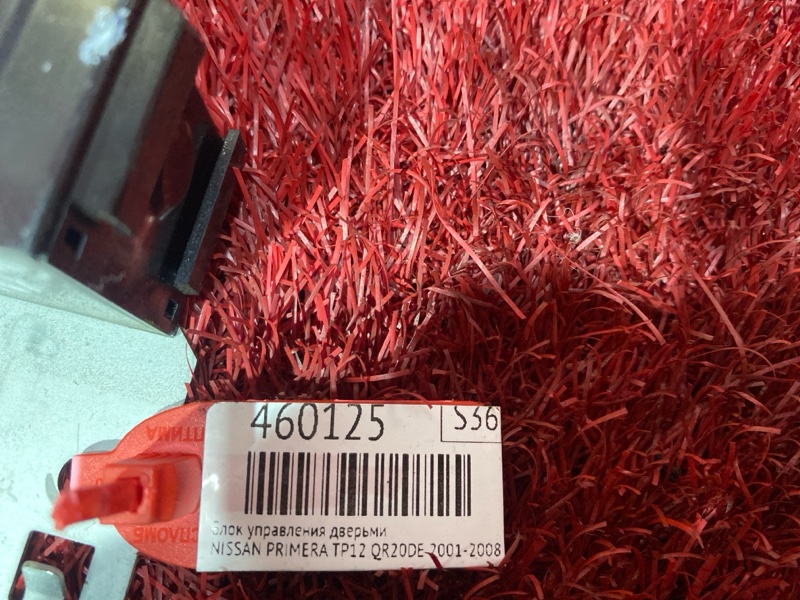 460125
S36
Блок управления дверьми
NISSAN PRIMERA TP12 QR20DE 2001-2008